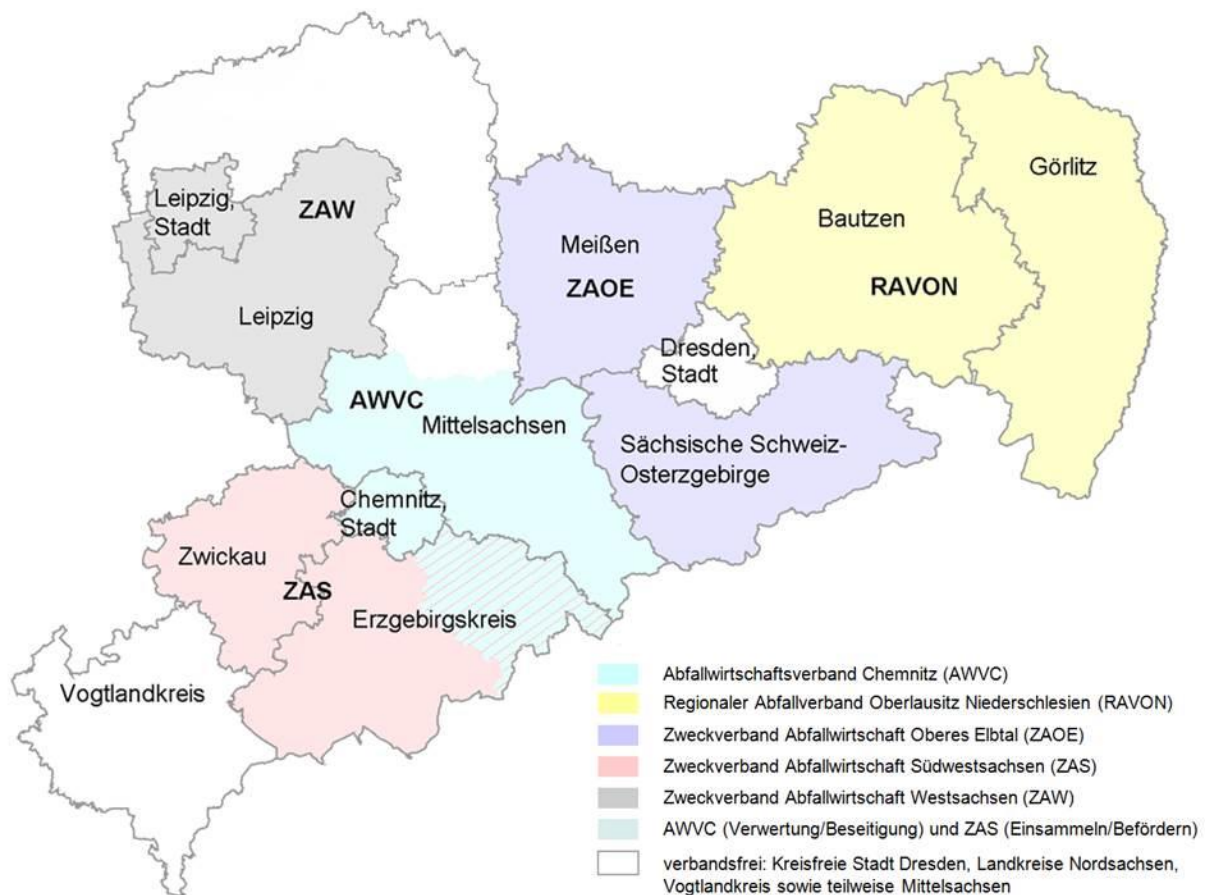 Görlitz
Leipzig,
Stadt
ZAW
Bautzen
Meißen
ZAOE
RAVON
Leipzig
Dresden,
Stadt
AWVC
Mittelsachsen
Sächsische Schweiz-
Osterzgebirge
Chemnitz,
Stadt
Zwickau
ZAS
Erzgebirgskreis
Vogtlandkreis
Abfallwirtschaftsverband Chemnitz (AWVC)
Regionaler Abfallverband Oberlausitz Niederschlesien (RAVON)
Zweckverband Abfallwirtschaft Oberes Elbtal (ZAOE)
Zweckverband Abfallwirtschaft Südwestsachsen (ZAS)
Zweckverband Abfallwirtschaft Westsachsen (ZAW)
AWVC (Verwertung/Beseitigung) und ZAS (Einsammeln/Befördern)
verbandsfrei: Kreisfreie Stadt Dresden, Landkreise Nordsachsen,
Vogtlandkreis sowie teilweise Mittelsachsen